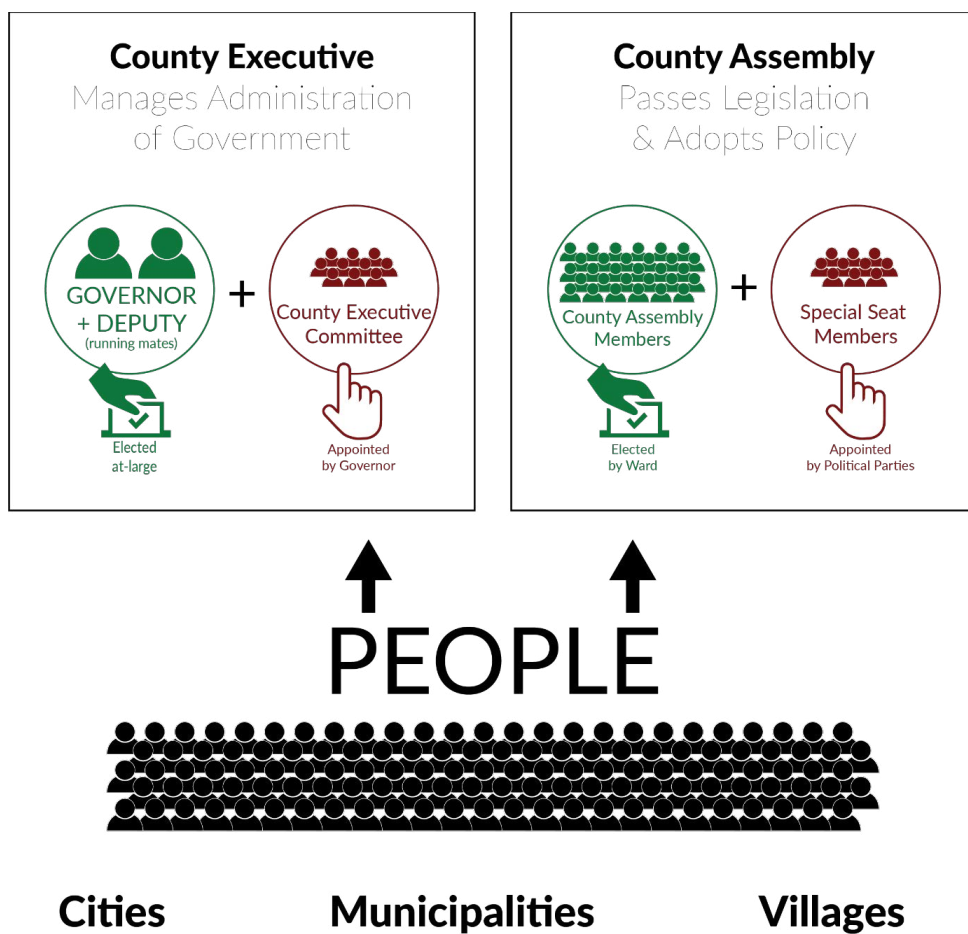 County Executive
Manages Administration
of Government
GOVERNOR
+ DEPUTY
(running mates)
+
County Executive
Committee
Elected
at-large
Appointed
by Governor
County Assembly
Passes Legislation
& Adopts Policy
County Assembly
Members
+
Special Seat
Members
Elected
by Ward
Appointed
by Political Parties
PEOPLE
Cities
Municipalities
Villages